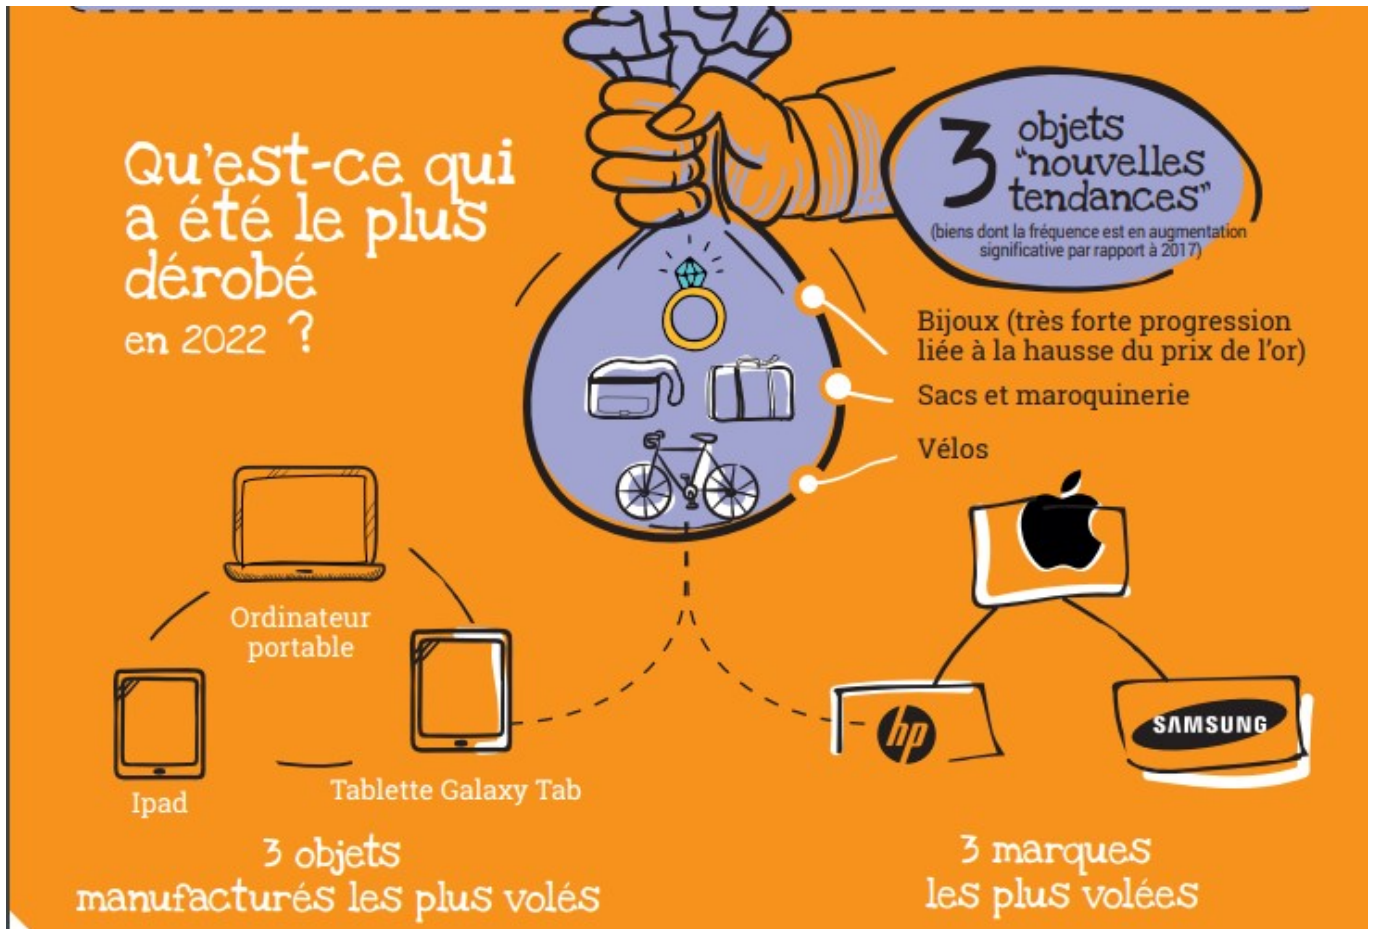 Qu'est-ce qui
a été le plus
dérobé
en 2022 ?
3 objets
"nouvelles
tendances"
(biens dont la fréquence est en augmentation
significative par rapport à 2017)
Bijoux (très forte progression
liée à la hausse du prix de l'or)
Sacs et maroquinerie
Vélos
Ordinateur
portable
Ipad
Tablette Galaxy Tab
3 objets
manufacturés les plus volés
hp
SAMSUNG
3 marques
les plus volées